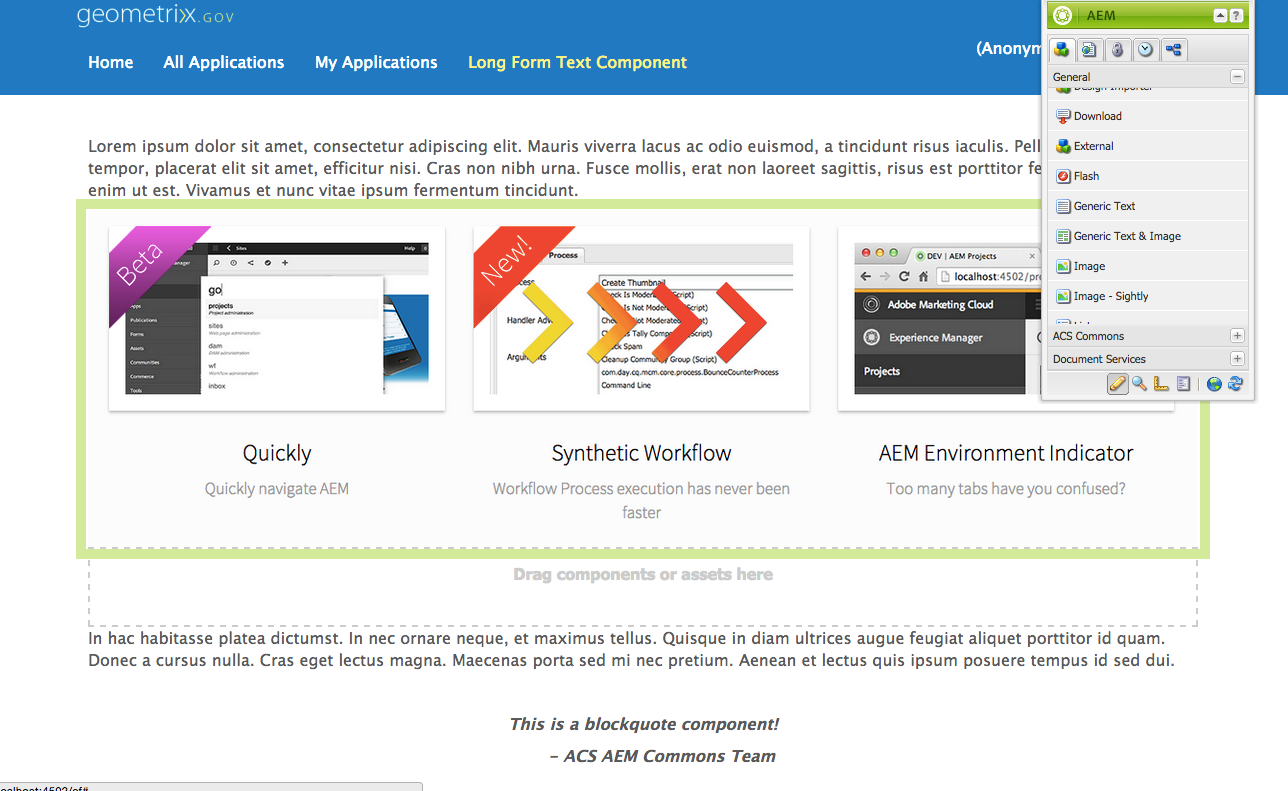 geometrixx.GOV
Home All Applications My Applications Long Form Text Component
(Anonym
Lorem ipsum dolor sit amet, consectetur adipiscing elit. Mauris viverra lacus ac odio euismod, a tincidunt risus iaculis. Pell
tempor, placerat elit sit amet, efficitur nisi. Cras non nibh urna. Fusce mollis, erat non laoreet sagittis, risus est porttitor fe
enim ut est. Vivamus et nunc vitae ipsum fermentum tincidunt.
AEM
General
Design Importer
Download
External
Flash
Generic Text
Generic Text & Image
Image
Image - Sightly
ACS Commons
Document Services
Beta
Sites
Help
go
projects
Project administration
sites
Web page administration
dam
DAM administration
wf
Workflow administration
inbox
Apps
Publications
Forms
Assets
Communities
Commerce
Tools
New!
Process
Create Thumbnail
Handler Adv
Arguments
Cleanup Community Group (Script)
com.day.cq.mcm.core.process.BounceCounterProcess
Command Line
DEV | AEM Projects
localhost:4502/pro
Adobe Marketing Cloud
Experience Manager
Projects
Quickly
Quickly navigate AEM
Synthetic Workflow
Workflow Process execution has never been
faster
AEM Environment Indicator
Too many tabs have you confused?
Drag components or assets here
In hac habitasse platea dictumst. In nec ornare neque, et maximus tellus. Quisque in diam ultrices augue feugiat aliquet porttitor id quam.
Donec a cursus nulla. Cras eget lectus magna. Maecenas porta sed mi nec pretium. Aenean et lectus quis ipsum posuere tempus id sed dui.
This is a blockquote component!
– ACS AEM Commons Team